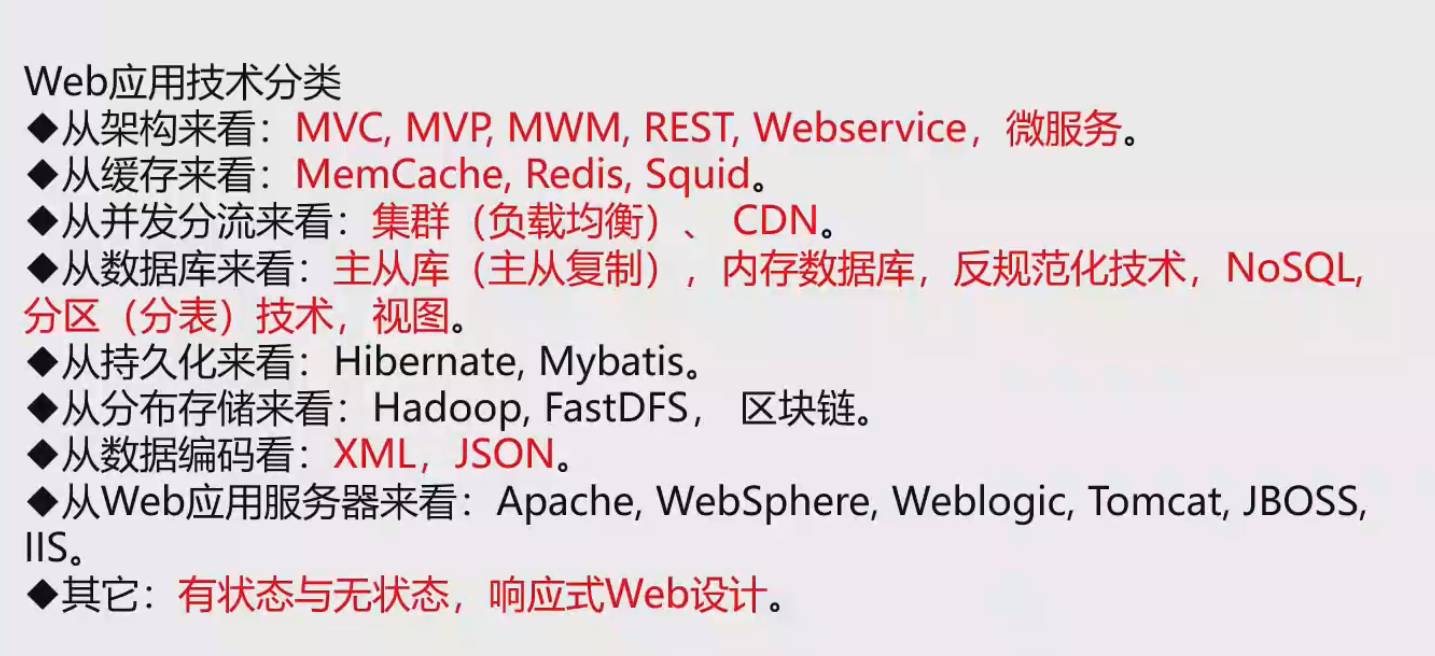 Web应用技术分类
◆从架构来看：MVC, MVP, MWM, REST, Webservice，微服务。
◆从缓存来看：MemCache, Redis, Squid。
◆从并发分流来看：集群（负载均衡）、 CDN。
◆从数据库来看：主从库（主从复制），内存数据库，反规范化技术，NoSQL,
分区（分表）技术，视图。
◆从持久化来看：Hibernate, Mybatis。
◆从分布存储来看：Hadoop, FastDFS， 区块链。
◆从数据编码看：XML，JSON。
◆从Web应用服务器来看：Apache, WebSphere, Weblogic, Tomcat, JBOSS,
IIS。
◆其它：有状态与无状态，响应式Web设计。